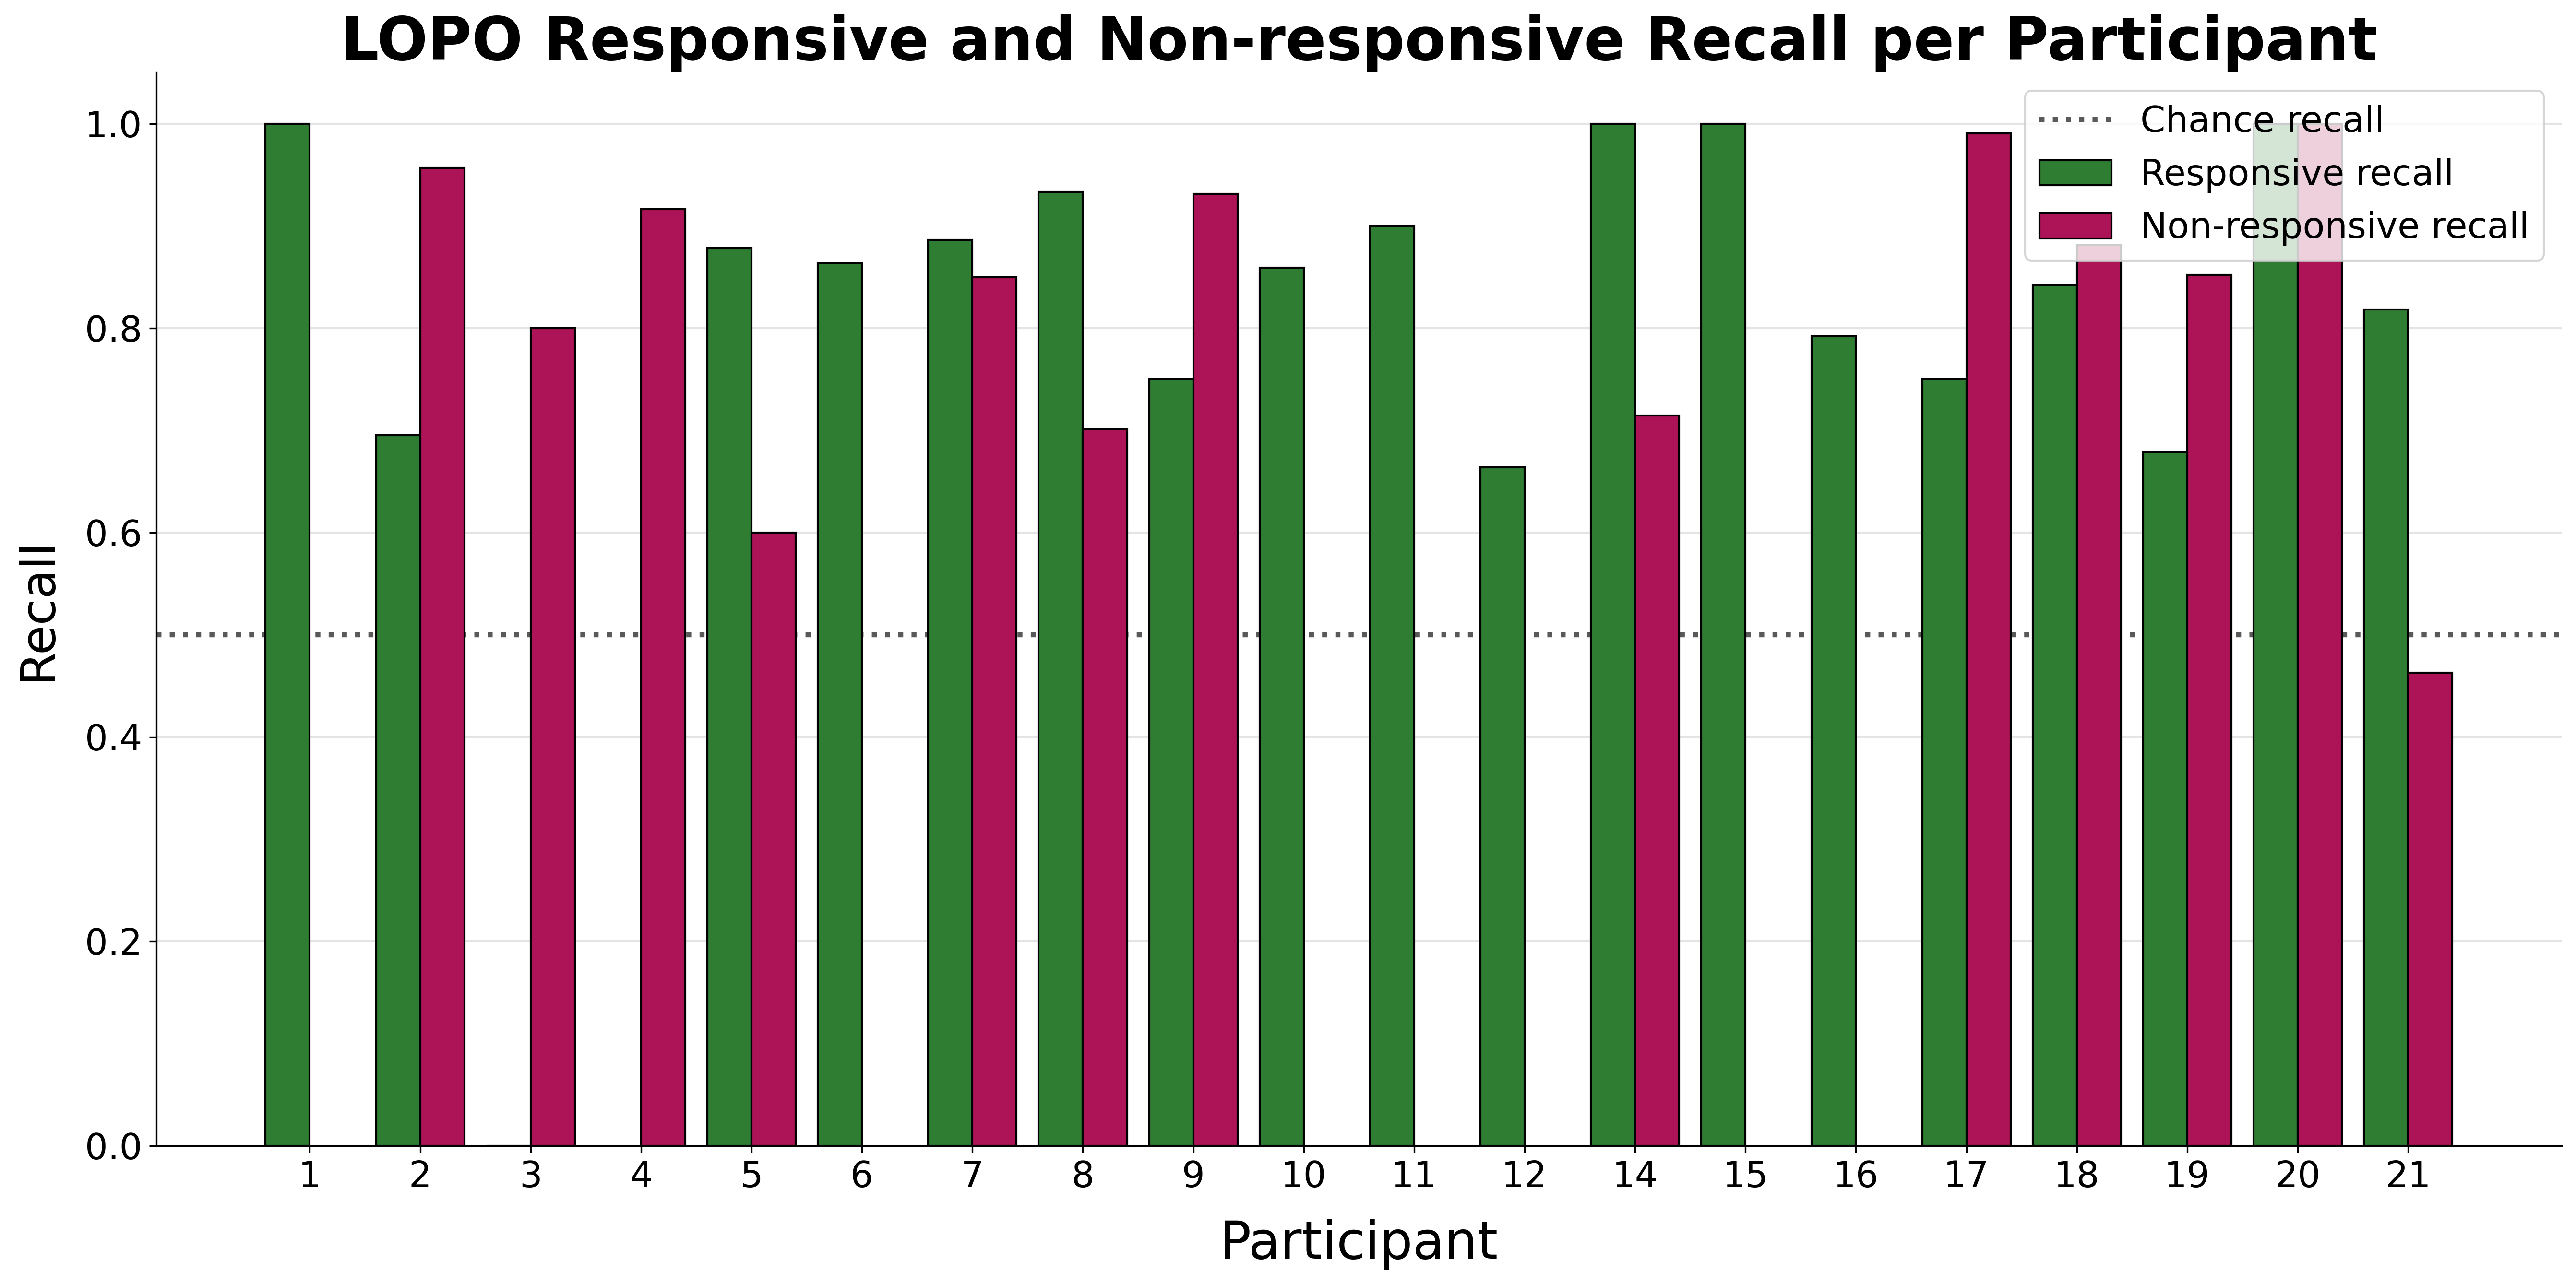 LOPO Responsive and Non-responsive Recall per Participant
Chance recall
Responsive recall
Non-responsive recall
Recall
1.0
0.8
0.6
0.4
0.2
0.0
1 2 3 4 5 6 7 8 9 10 11 12 14 15 16 17 18 19 20 21
Participant